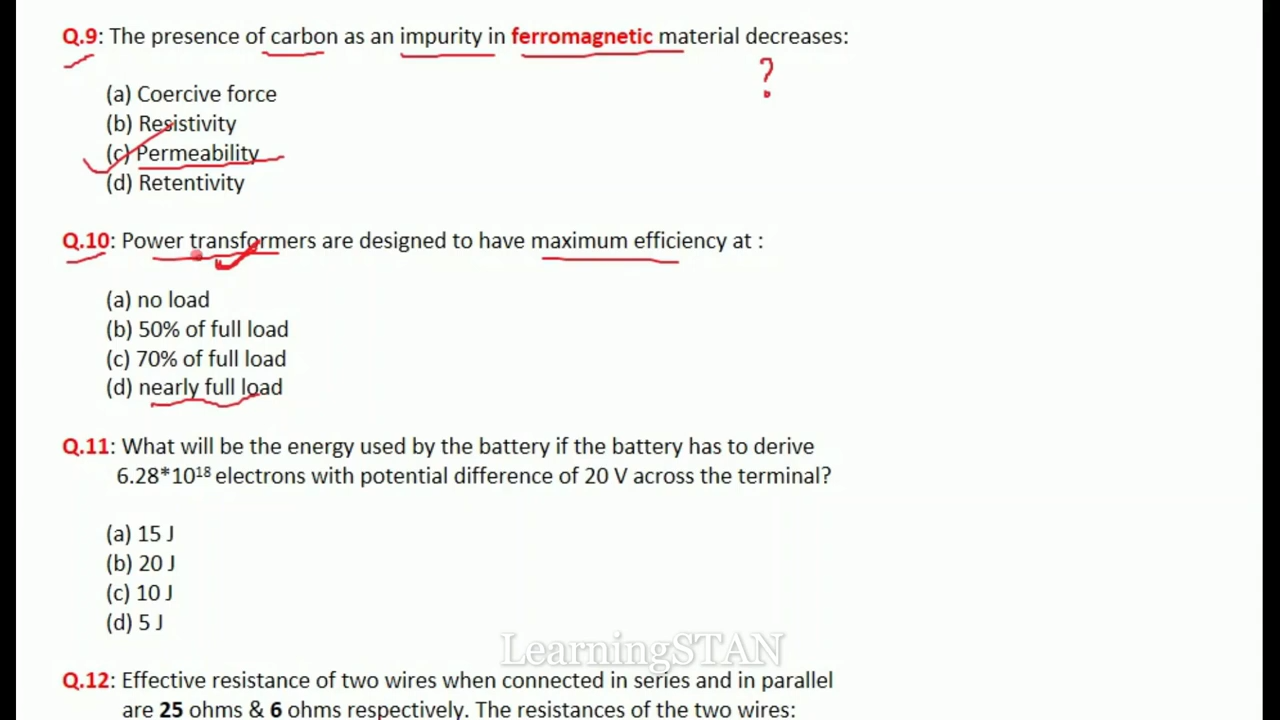 Q.9: The presence of carbon as an impurity in ferromagnetic material decreases:
?
(a) Coercive force
(b) Resistivity
(c) Permeability
(d) Retentivity
Q.10: Power transformers are designed to have maximum efficiency at :
(a) no load
(b) 50% of full load
(c) 70% of full load
(d) nearly full load
Q.11: What will be the energy used by the battery if the battery has to derive
6.28*10¹⁸ electrons with potential difference of 20 V across the terminal?
(a) 15 J
(b) 20 J
(c) 10 J
(d) 5 J
LearningSTAN
Q.12: Effective resistance of two wires when connected in series and in parallel
are 25 ohms & 6 ohms respectively. The resistances of the two wires: